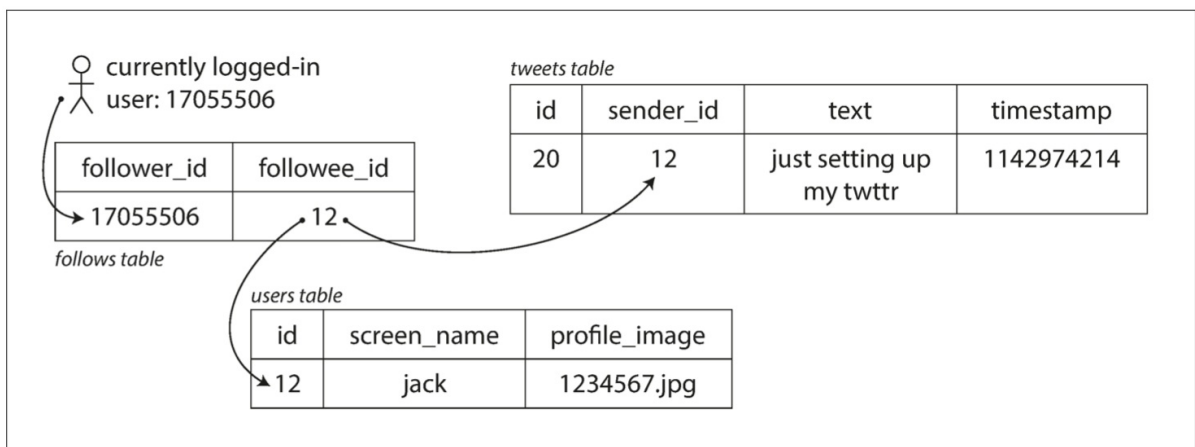 currently logged-in
user: 17055506
follower_id followee_id
17055506 12
follows table
tweets table
id sender_id text timestamp
20 12 just setting up 1142974214
my twttr
users table
id screen_name profile_image
12 jack 1234567.jpg